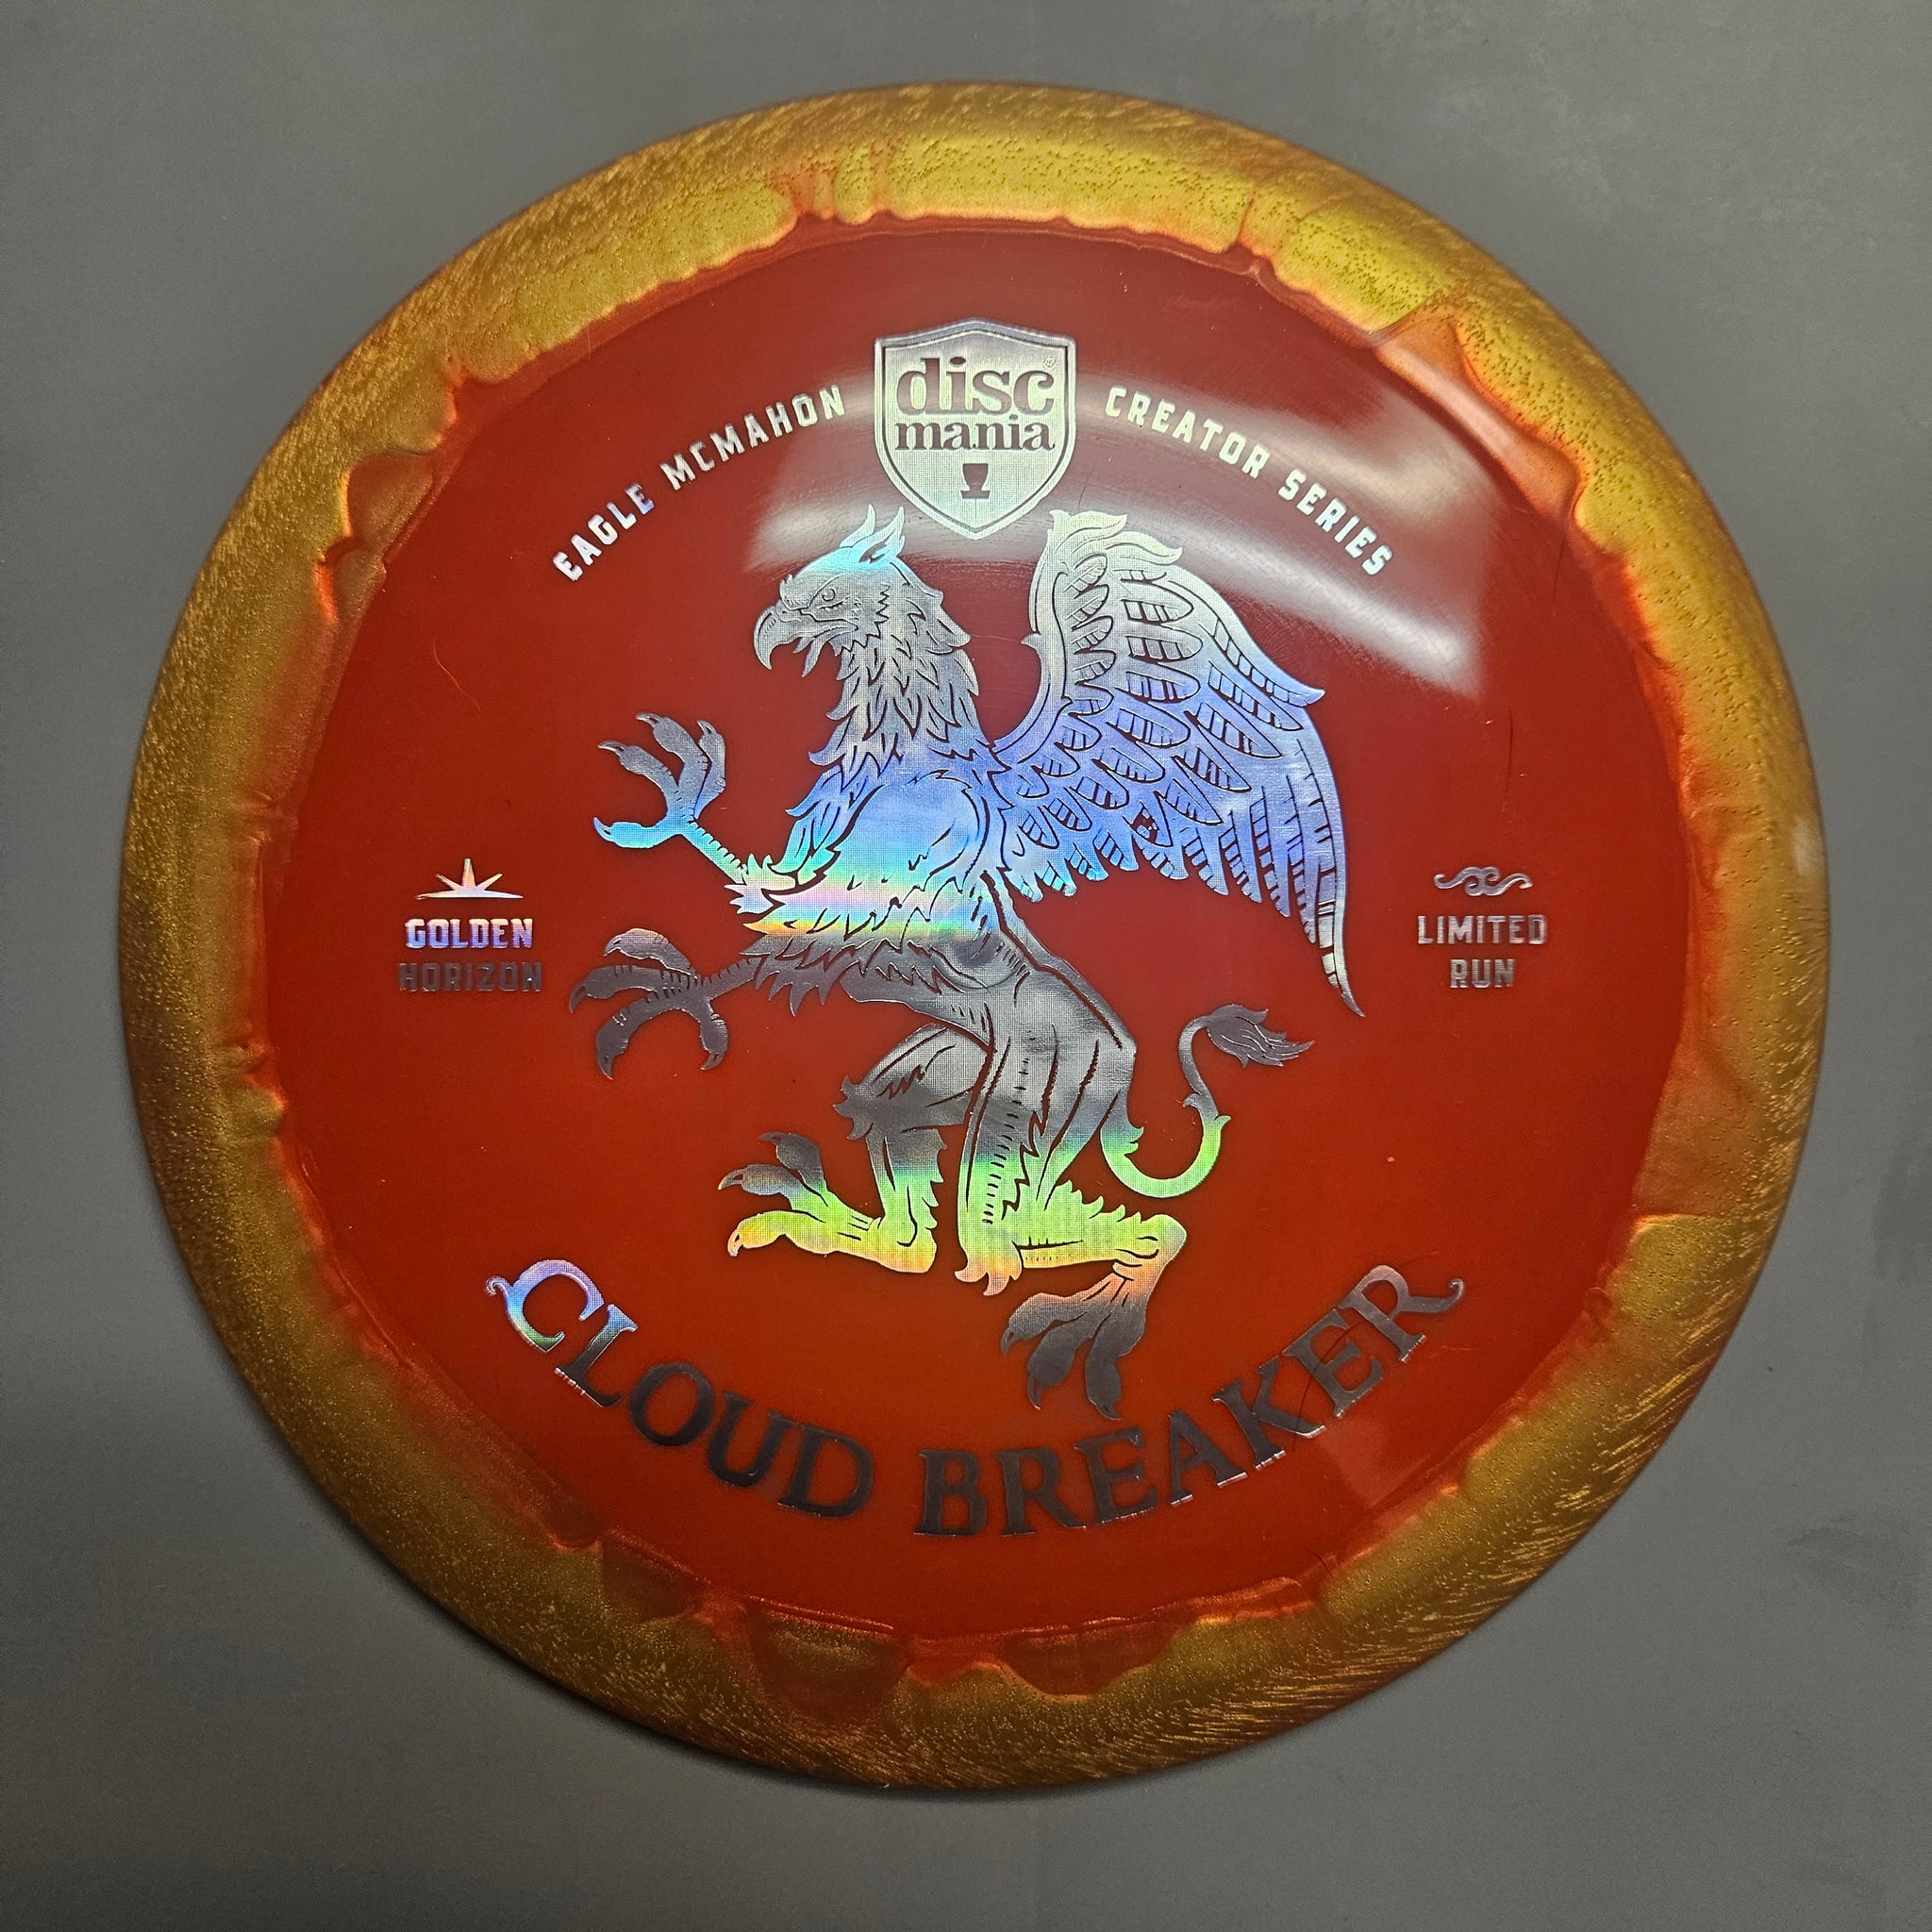 disc
mania
EAGLE MCMAHON CREATOR SERIES
GOLDEN
HORIZON
LIMITED
RUN
CLOUD BREAKER